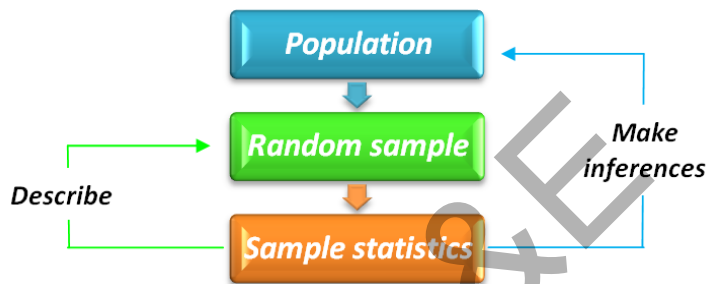 Population
Random sample
Make
inferences
Describe
Sample statistics